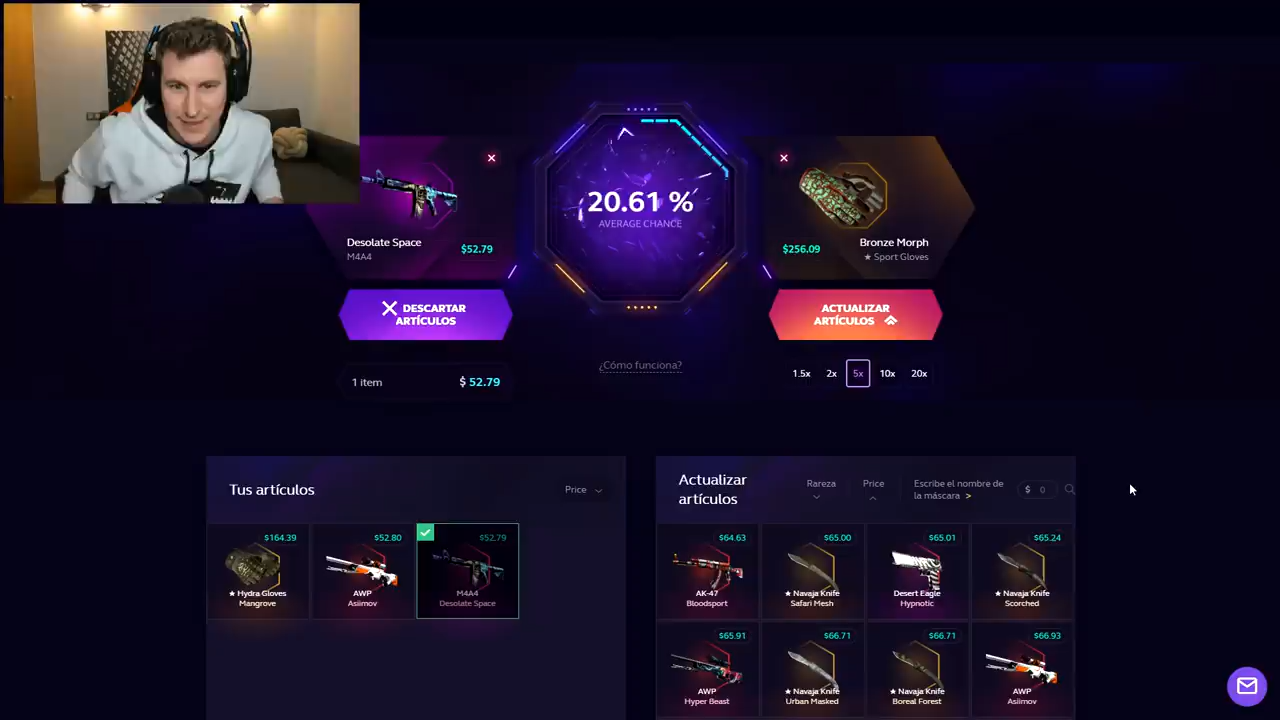 20.61 %
AVERAGE CHANCE
Desolate Space
M4A4
$52.79
$256.09
Bronze Morph
★ Sport Gloves
DESCARTAR
ARTÍCULOS
ACTUALIZAR
ARTÍCULOS
1 item
$ 52.79
¿Cómo funciona?
1.5x 2x 5x 10x 20x
Tus artículos
Price
$164.39
★ Hydra Gloves
Mangrove
$52.80
AWP
Asiimov
$52.79
M4A4
Desolate Space
Actualizar
artículos
Rareza
Price
Escribe el nombre de
la máscara >
$ 0
$64.63
AK-47
Bloodsport
$65.00
★ Navaja Knife
Safari Mesh
$65.01
Desert Eagle
Hypnotic
$65.24
★ Navaja Knife
Scorched
$65.91
AWP
Hyper Beast
$66.71
★ Navaja Knife
Urban Masked
$66.71
★ Navaja Knife
Boreal Forest
$66.93
AWP
Asiimov